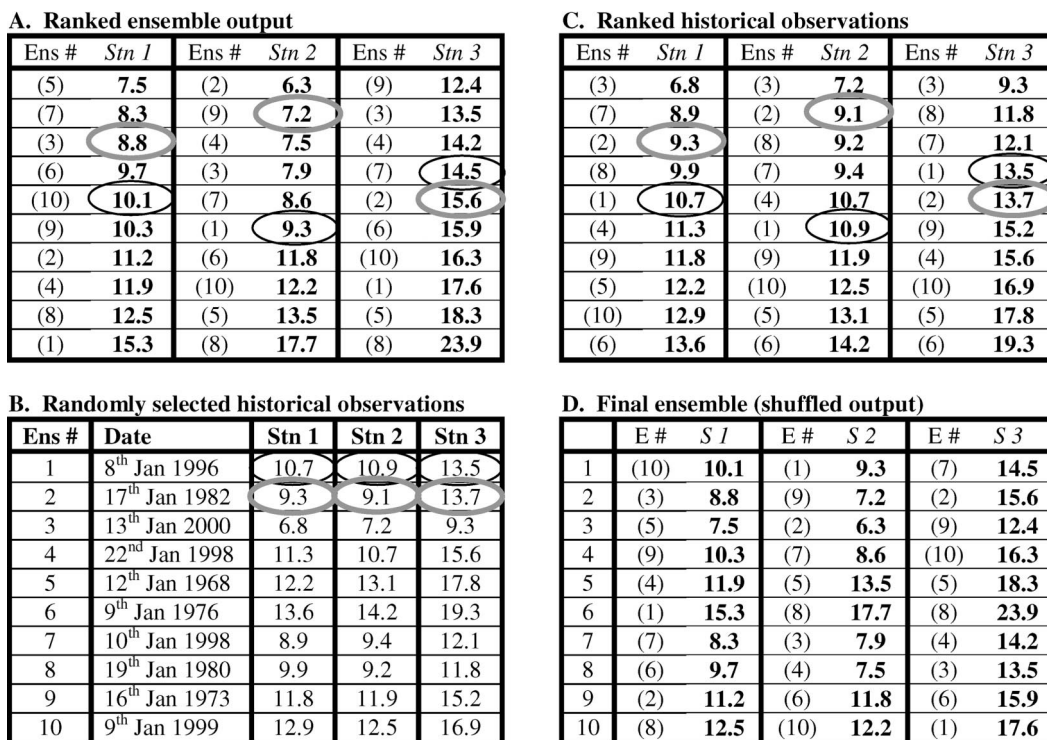 A. Ranked ensemble output
Ens # Stn 1 Ens # Stn 2 Ens # Stn 3
(5) 7.5 (2) 6.3 (9) 12.4
(7) 8.3 (9) 7.2 (3) 13.5
(3) 8.8 (4) 7.5 (4) 14.2
(6) 9.7 (3) 7.9 (7) 14.5
(10) 10.1 (7) 8.6 (2) 15.6
(9) 10.3 (1) 9.3 (6) 15.9
(2) 11.2 (6) 11.8 (10) 16.3
(4) 11.9 (10) 12.2 (1) 17.6
(8) 12.5 (5) 13.5 (5) 18.3
(1) 15.3 (8) 17.7 (8) 23.9
B. Randomly selected historical observations
Ens # Date Stn 1 Stn 2 Stn 3
1 8th Jan 1996 10.7 10.9 13.5
2 17th Jan 1982 9.3 9.1 13.7
3 13th Jan 2000 6.8 7.2 9.3
4 22nd Jan 1998 11.3 10.7 15.6
5 12th Jan 1968 12.2 13.1 17.8
6 9th Jan 1976 13.6 14.2 19.3
7 10th Jan 1998 8.9 9.4 12.1
8 19th Jan 1980 9.9 9.2 11.8
9 16th Jan 1973 11.8 11.9 15.2
10 9th Jan 1999 12.9 12.5 16.9
C. Ranked historical observations
Ens # Stn 1 Ens # Stn 2 Ens # Stn 3
(3) 6.8 (3) 7.2 (3) 9.3
(7) 8.9 (2) 9.1 (8) 11.8
(2) 9.3 (8) 9.2 (7) 12.1
(8) 9.9 (7) 9.4 (1) 13.5
(1) 10.7 (4) 10.7 (2) 13.7
(4) 11.3 (1) 10.9 (9) 15.2
(9) 11.8 (9) 11.9 (4) 15.6
(5) 12.2 (10) 12.5 (10) 16.9
(10) 12.9 (5) 13.1 (5) 17.8
(6) 13.6 (6) 14.2 (6) 19.3
D. Final ensemble (shuffled output)
E # S 1 E # S 2 E # S 3
1 (10) 10.1 (1) 9.3 (7) 14.5
2 (3) 8.8 (9) 7.2 (2) 15.6
3 (5) 7.5 (2) 6.3 (9) 12.4
4 (9) 10.3 (7) 8.6 (10) 16.3
5 (4) 11.9 (5) 13.5 (5) 18.3
6 (1) 15.3 (8) 17.7 (8) 23.9
7 (7) 8.3 (3) 7.9 (4) 14.2
8 (6) 9.7 (4) 7.5 (3) 13.5
9 (2) 11.2 (6) 11.8 (6) 15.9
10 (8) 12.5 (10) 12.2 (1) 17.6